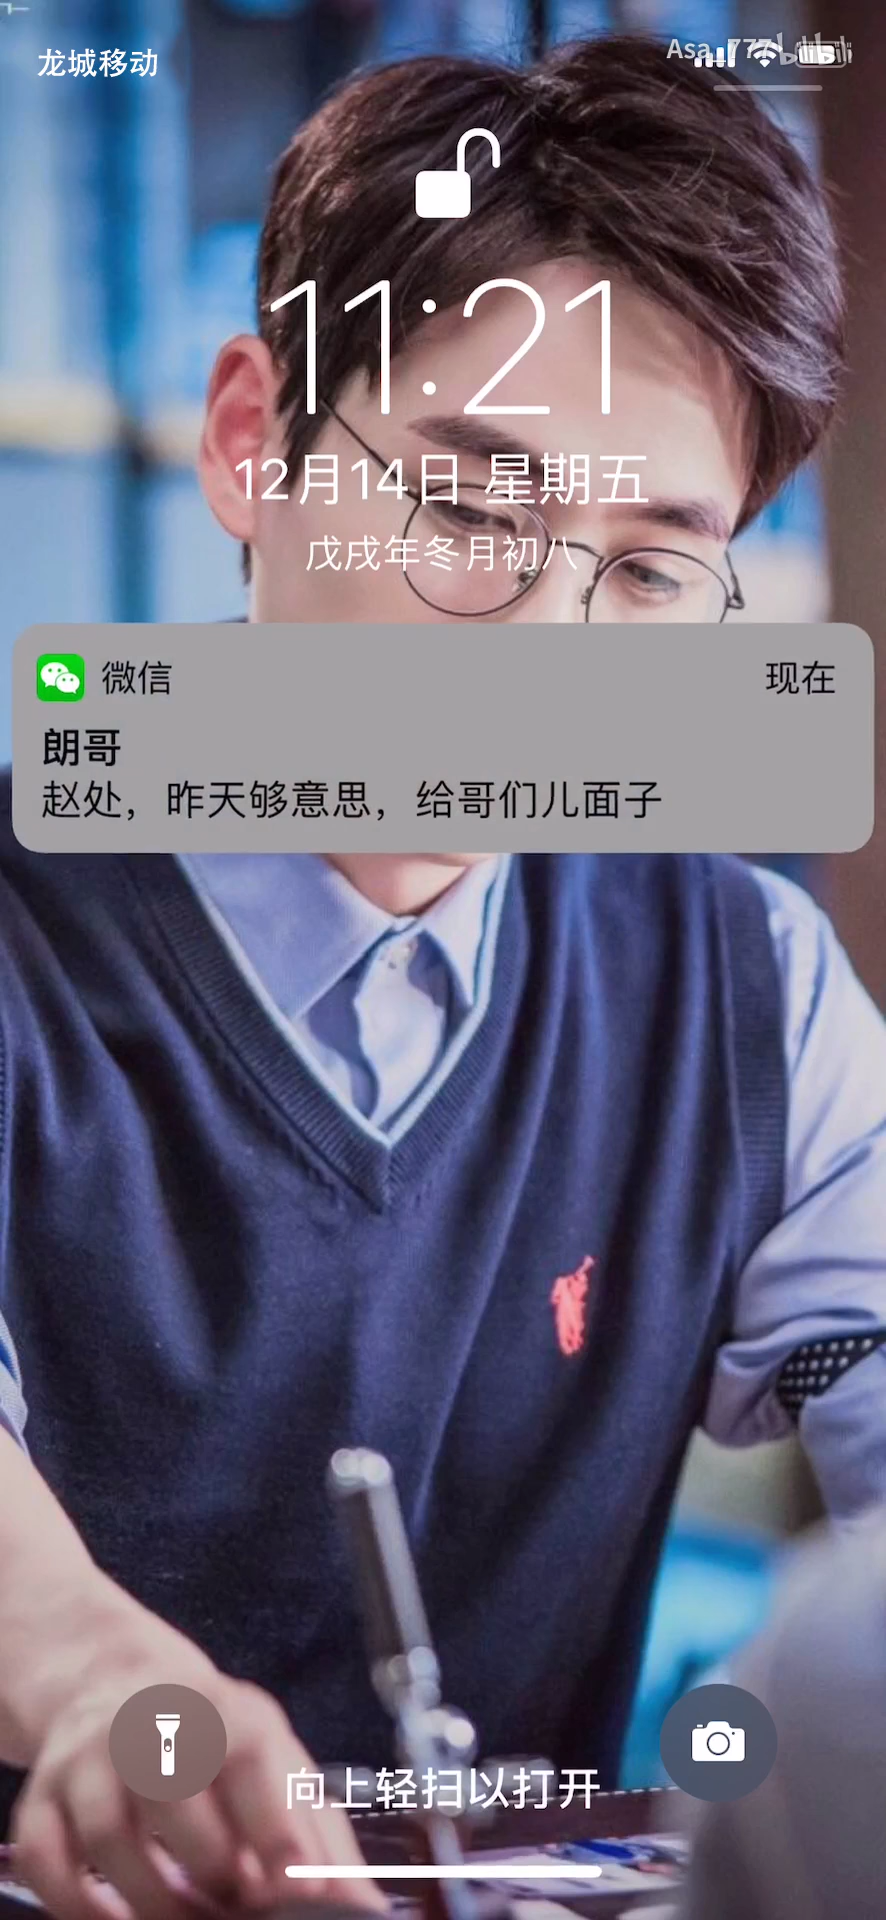 龙城移动
Asa_777 bilibili
11:21
12月14日 星期五
戊戌年冬月初八
微信
现在
朗哥
赵处，昨天够意思，给哥们儿面子
向上轻扫以打开